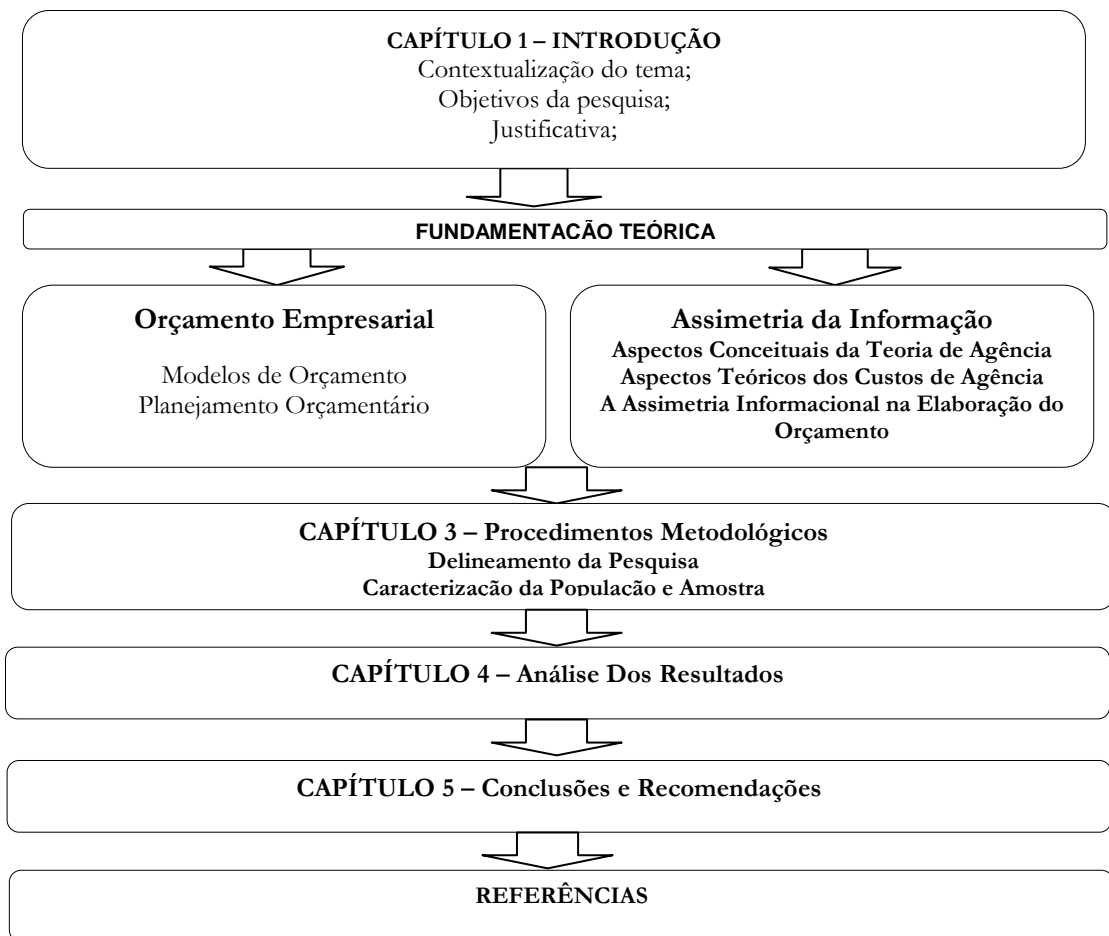 CAPÍTULO 1 – INTRODUÇÃO
Contextualização do tema;
Objetivos da pesquisa;
Justificativa;
FUNDAMENTACÃO TEÓRICA
Orçamento Empresarial
Modelos de Orçamento
Planejamento Orçamentário
Assimetria da Informação
Aspectos Conceituais da Teoria de Agência
Aspectos Teóricos dos Custos de Agência
A Assimetria Informacional na Elaboração do
Orçamento
CAPÍTULO 3 – Procedimentos Metodológicos
Delineamento da Pesquisa
Caracterização da População e Amostra
CAPÍTULO 4 – Análise Dos Resultados
CAPÍTULO 5 – Conclusões e Recomendações
REFERÊNCIAS